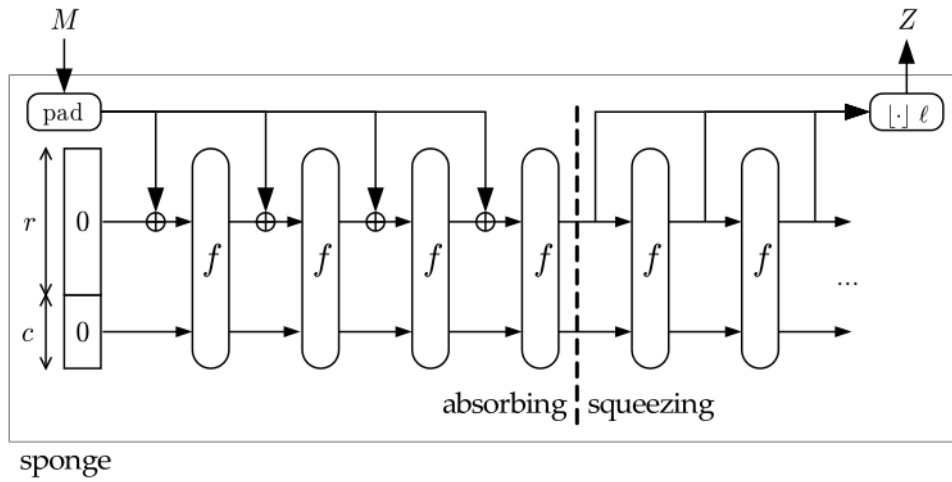 M Z
pad ⌊·⌋ ℓ
r 0 f f f f f f
...
c 0
absorbing squeezing
sponge